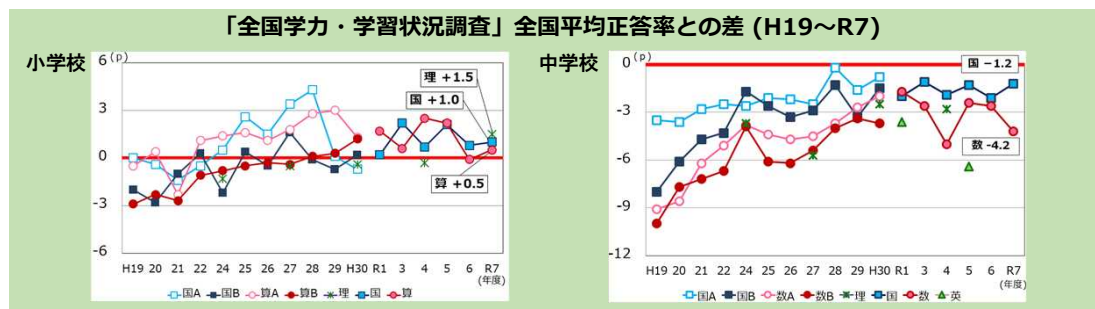 「全国学力・学習状況調査」全国平均正答率との差 (H19～R7)
小学校
6 (p)
3
0
-3
-6
理 +1.5
国 +1.0
算 +0.5
H19 20 21 22 24 25 26 27 28 29 H30 R1 3 4 5 6 R7
(年度)
国A 国B 算A 算B 理 国 算
中学校
0 (p)
-3
-6
-9
-12
国 −1.2
数 -4.2
H19 20 21 22 24 25 26 27 28 29 H30 R1 3 4 5 6 R7
(年度)
国A 国B 数A 数B 理 国 数 英